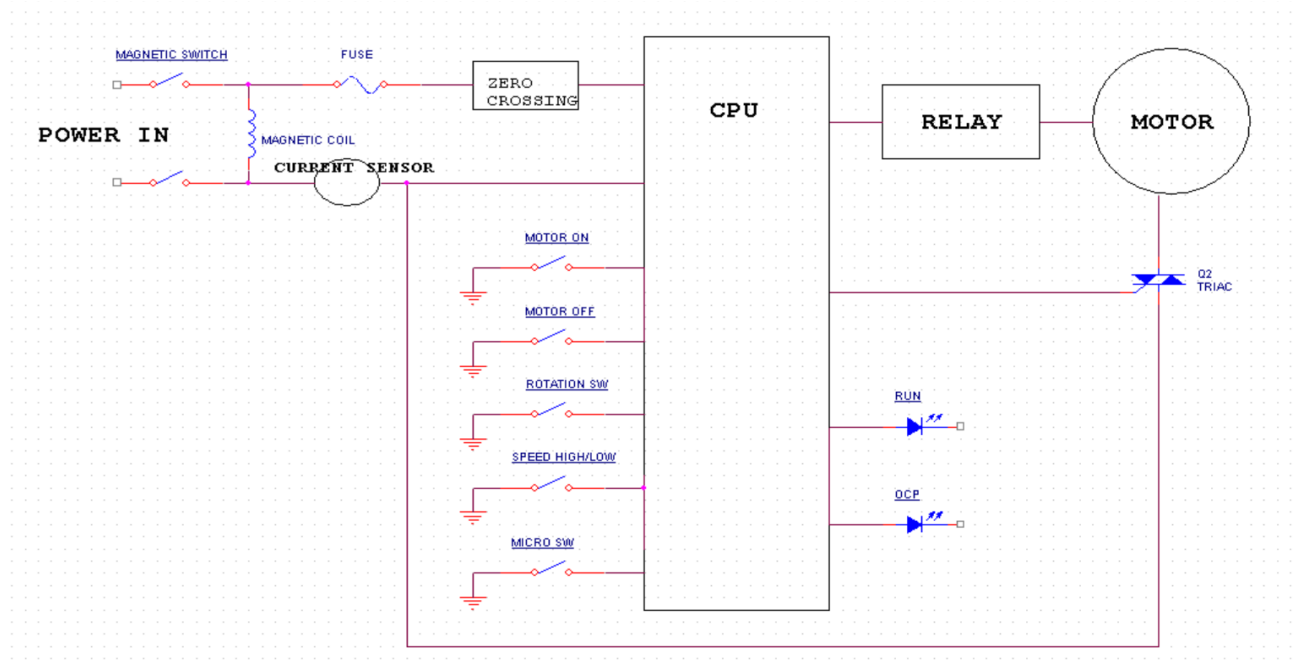 MAGNETIC SWITCH
FUSE
ZERO
CROSSING
CPU
RELAY
MOTOR
POWER IN
MAGNETIC COIL
CURRENT SENSOR
MOTOR ON
Q2
TRIAC
MOTOR OFF
ROTATION SW
RUN
SPEED HIGH/LOW
OCP
MICRO SW